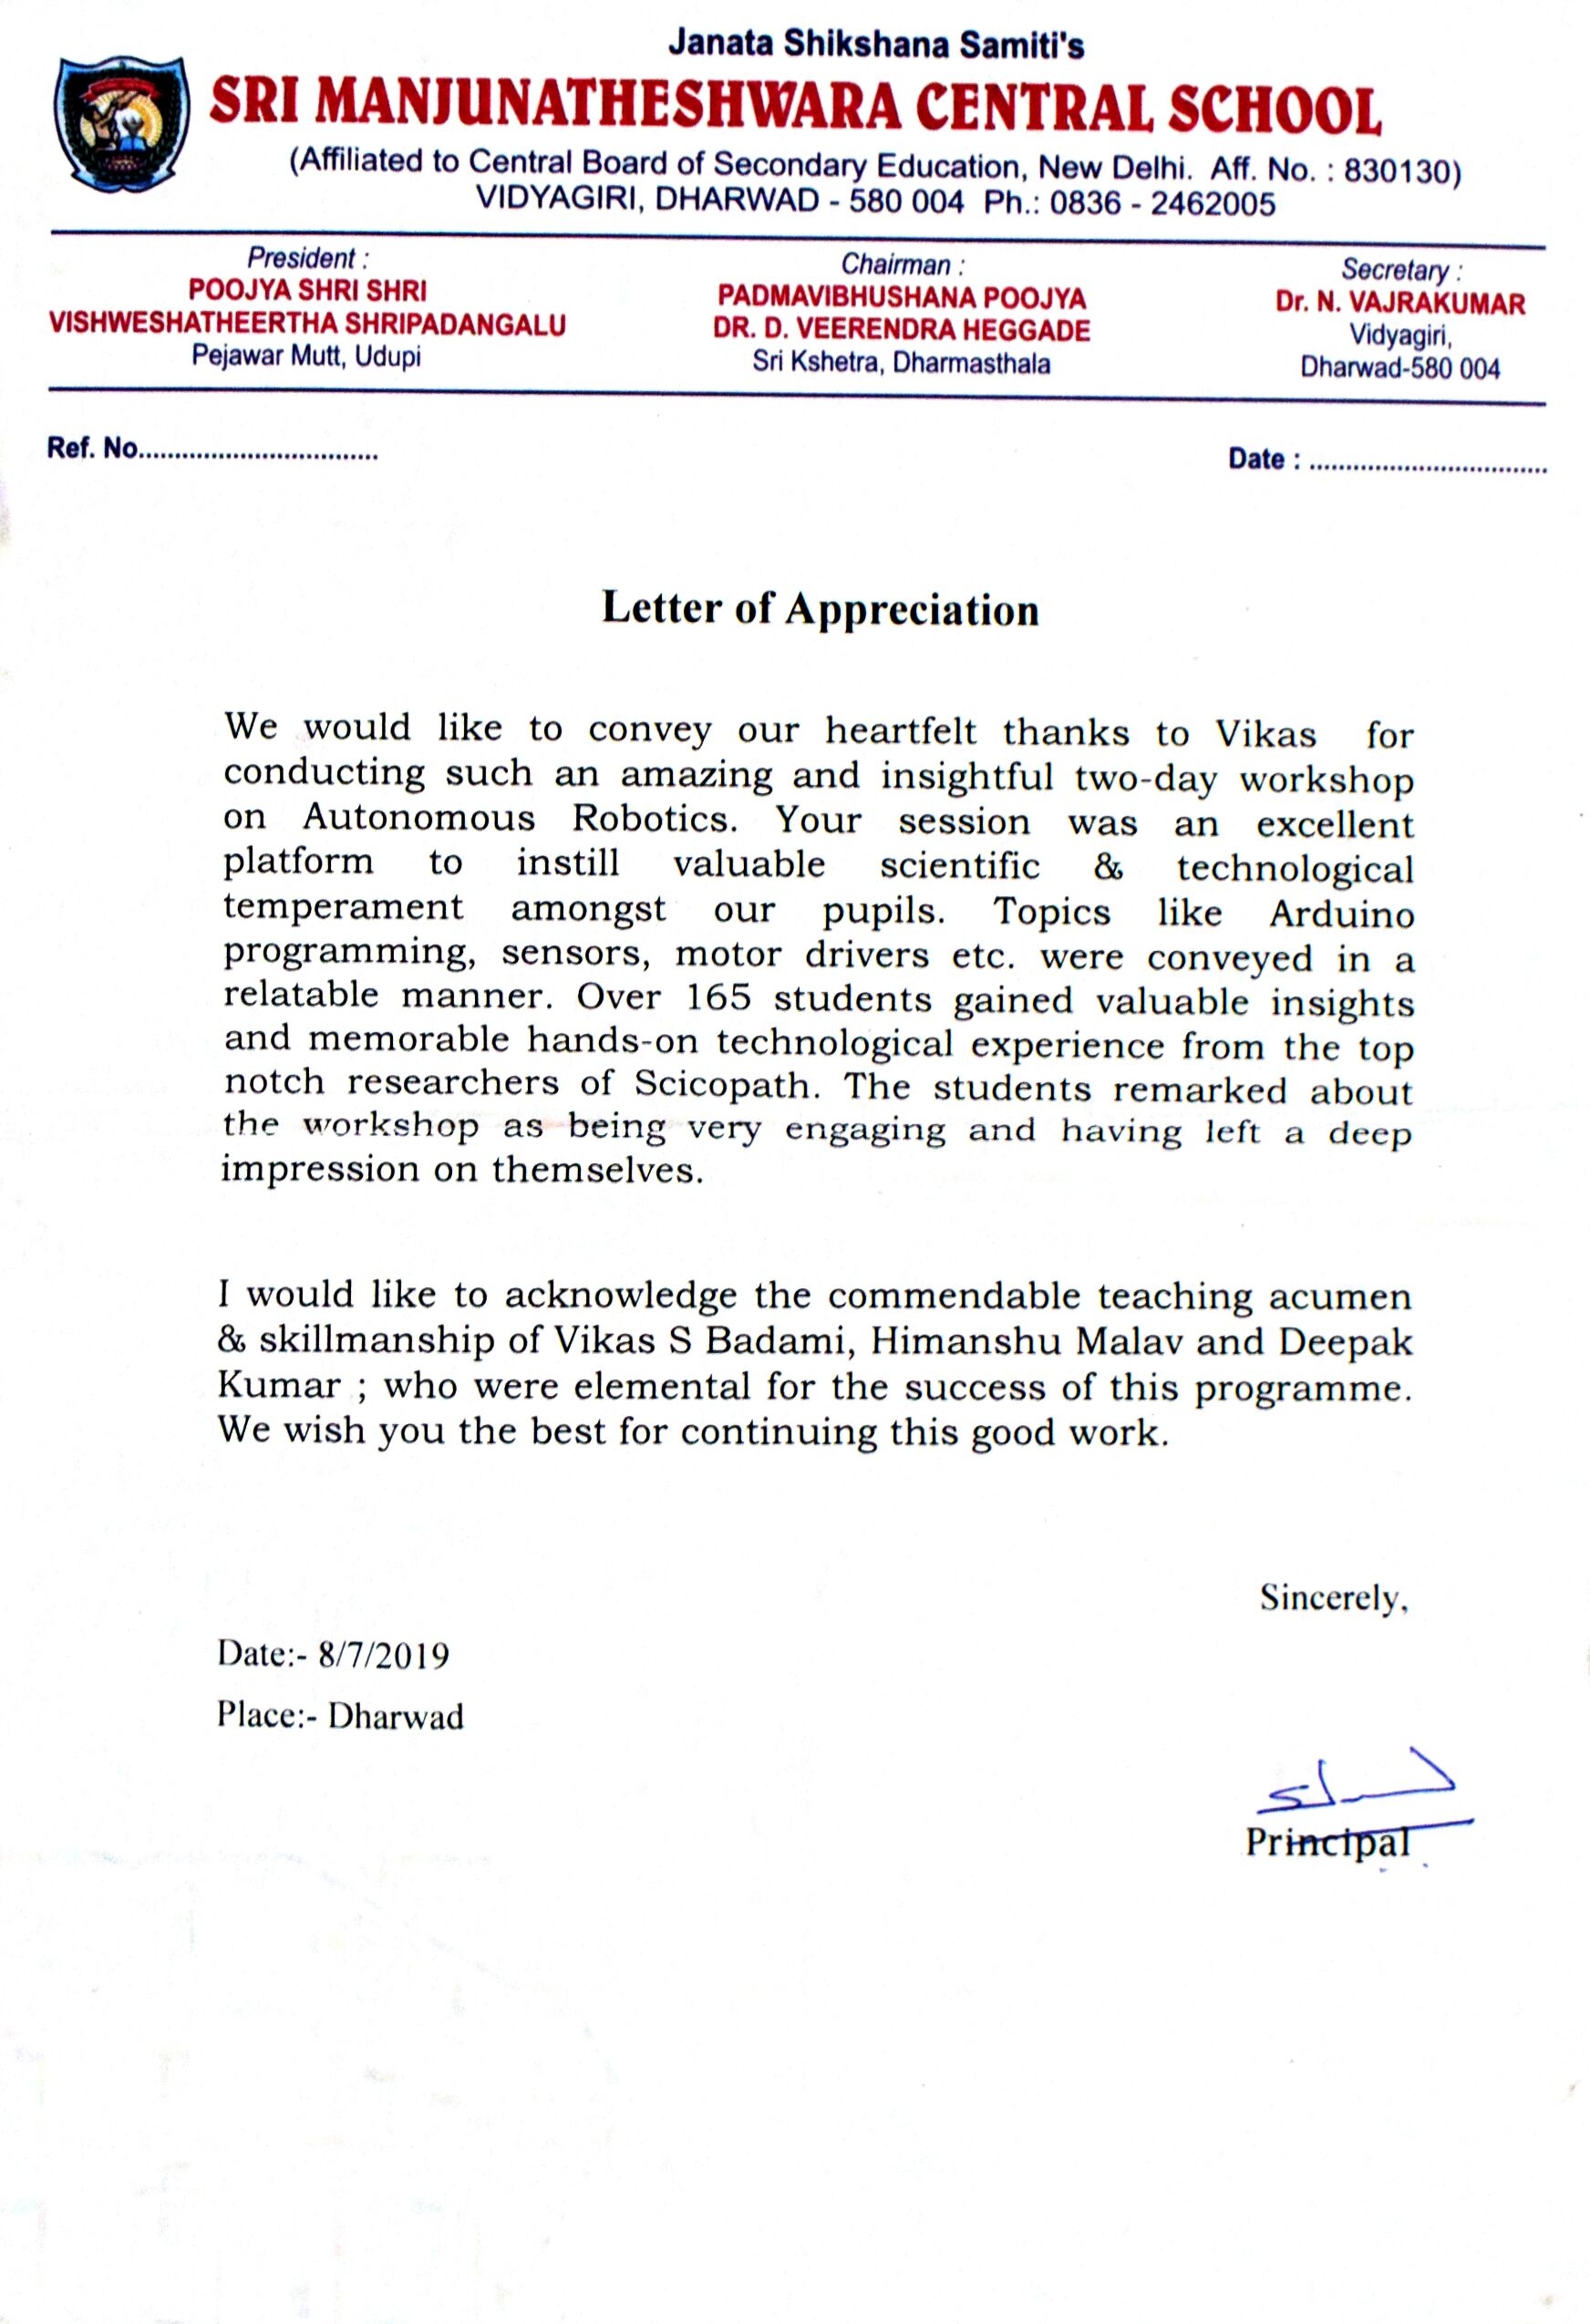 Janata Shikshana Samiti's
SRI MANJUNATHESHWARA CENTRAL SCHOOL
(Affiliated to Central Board of Secondary Education, New Delhi. Aff. No. : 830130)
VIDYAGIRI, DHARWAD - 580 004 Ph.: 0836 - 2462005
President :
POOJYA SHRI SHRI
VISHWESHATHEERTHA SHRIPADANGALU
Pejawar Mutt, Udupi
Chairman :
PADMAVIBHUSHANA POOJYA
DR. D. VEERENDRA HEGGADE
Sri Kshetra, Dharmasthala
Secretary :
Dr. N. VAJRAKUMAR
Vidyagiri,
Dharwad-580 004
Ref. No.................................
Date : .................................
Letter of Appreciation
We would like to convey our heartfelt thanks to Vikas for
conducting such an amazing and insightful two-day workshop
on Autonomous Robotics. Your session was an excellent
platform to instill valuable scientific & technological
temperament amongst our pupils. Topics like Arduino
programming, sensors, motor drivers etc. were conveyed in a
relatable manner. Over 165 students gained valuable insights
and memorable hands-on technological experience from the top
notch researchers of Scicopath. The students remarked about
the workshop as being very engaging and having left a deep
impression on themselves.
I would like to acknowledge the commendable teaching acumen
& skillmanship of Vikas S Badami, Himanshu Malav and Deepak
Kumar ; who were elemental for the success of this programme.
We wish you the best for continuing this good work.
Sincerely,
Date:- 8/7/2019
Place:- Dharwad
Principal